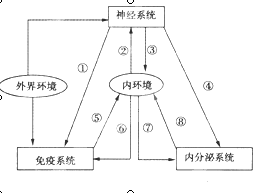 神经系统
② ③
① ④
外界环境 内环境
⑤ ⑥ ⑦ ⑧
免疫系统 内分泌系统